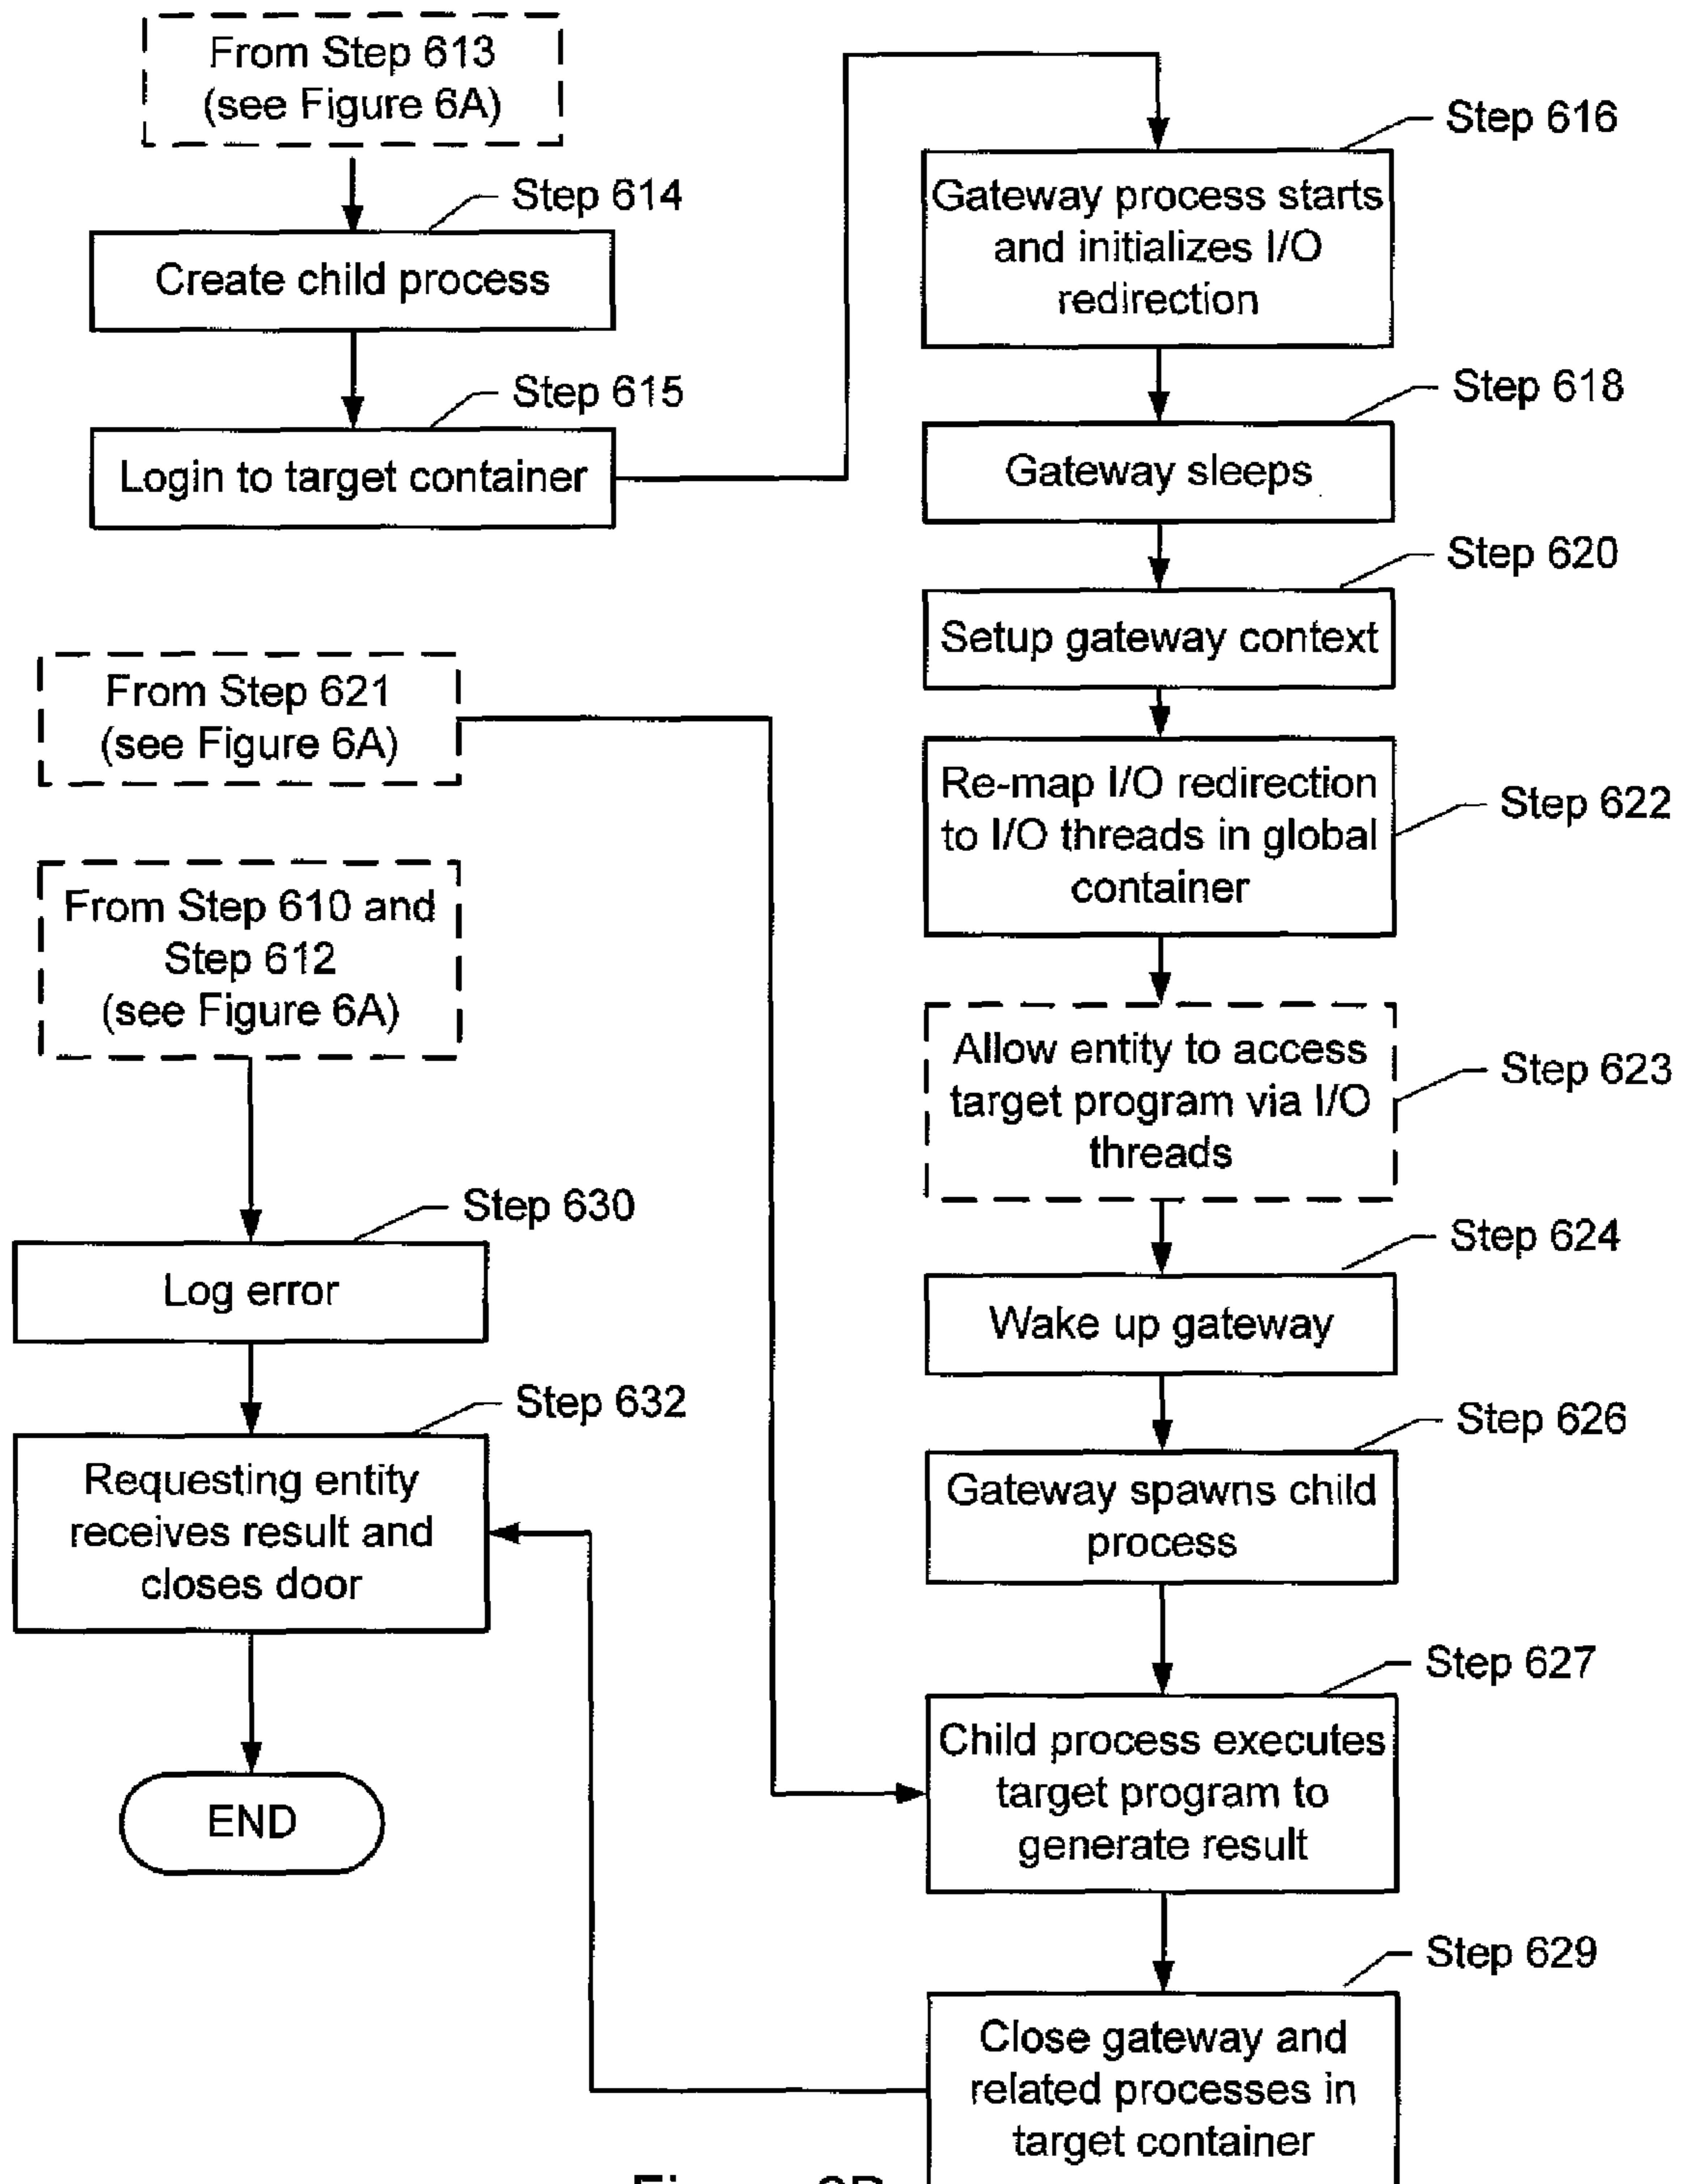 From Step 613
(see Figure 6A)
Step 614
Create child process
Step 615
Login to target container
Step 616
Gateway process starts
and initializes I/O
redirection
Step 618
Gateway sleeps
Step 620
Setup gateway context
From Step 621
(see Figure 6A)
Re-map I/O redirection
to I/O threads in global
container
Step 622
From Step 610 and
Step 612
(see Figure 6A)
Allow entity to access
target program via I/O
threads
Step 623
Step 630
Log error
Step 624
Wake up gateway
Step 632
Requesting entity
receives result and
closes door
Step 626
Gateway spawns child
process
Step 627
Child process executes
target program to
generate result
END
Step 629
Close gateway and
related processes in
target container